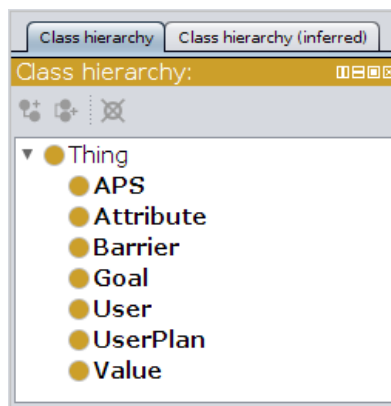 Class hierarchy Class hierarchy (inferred)
Class hierarchy:
Thing
APS
Attribute
Barrier
Goal
User
UserPlan
Value